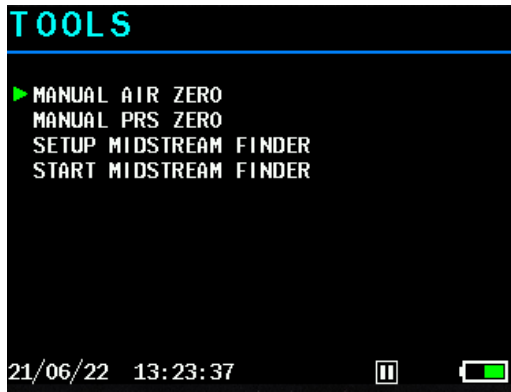 TOOLS
MANUAL AIR ZERO
MANUAL PRS ZERO
SETUP MIDSTREAM FINDER
START MIDSTREAM FINDER
21/06/22 13:23:37